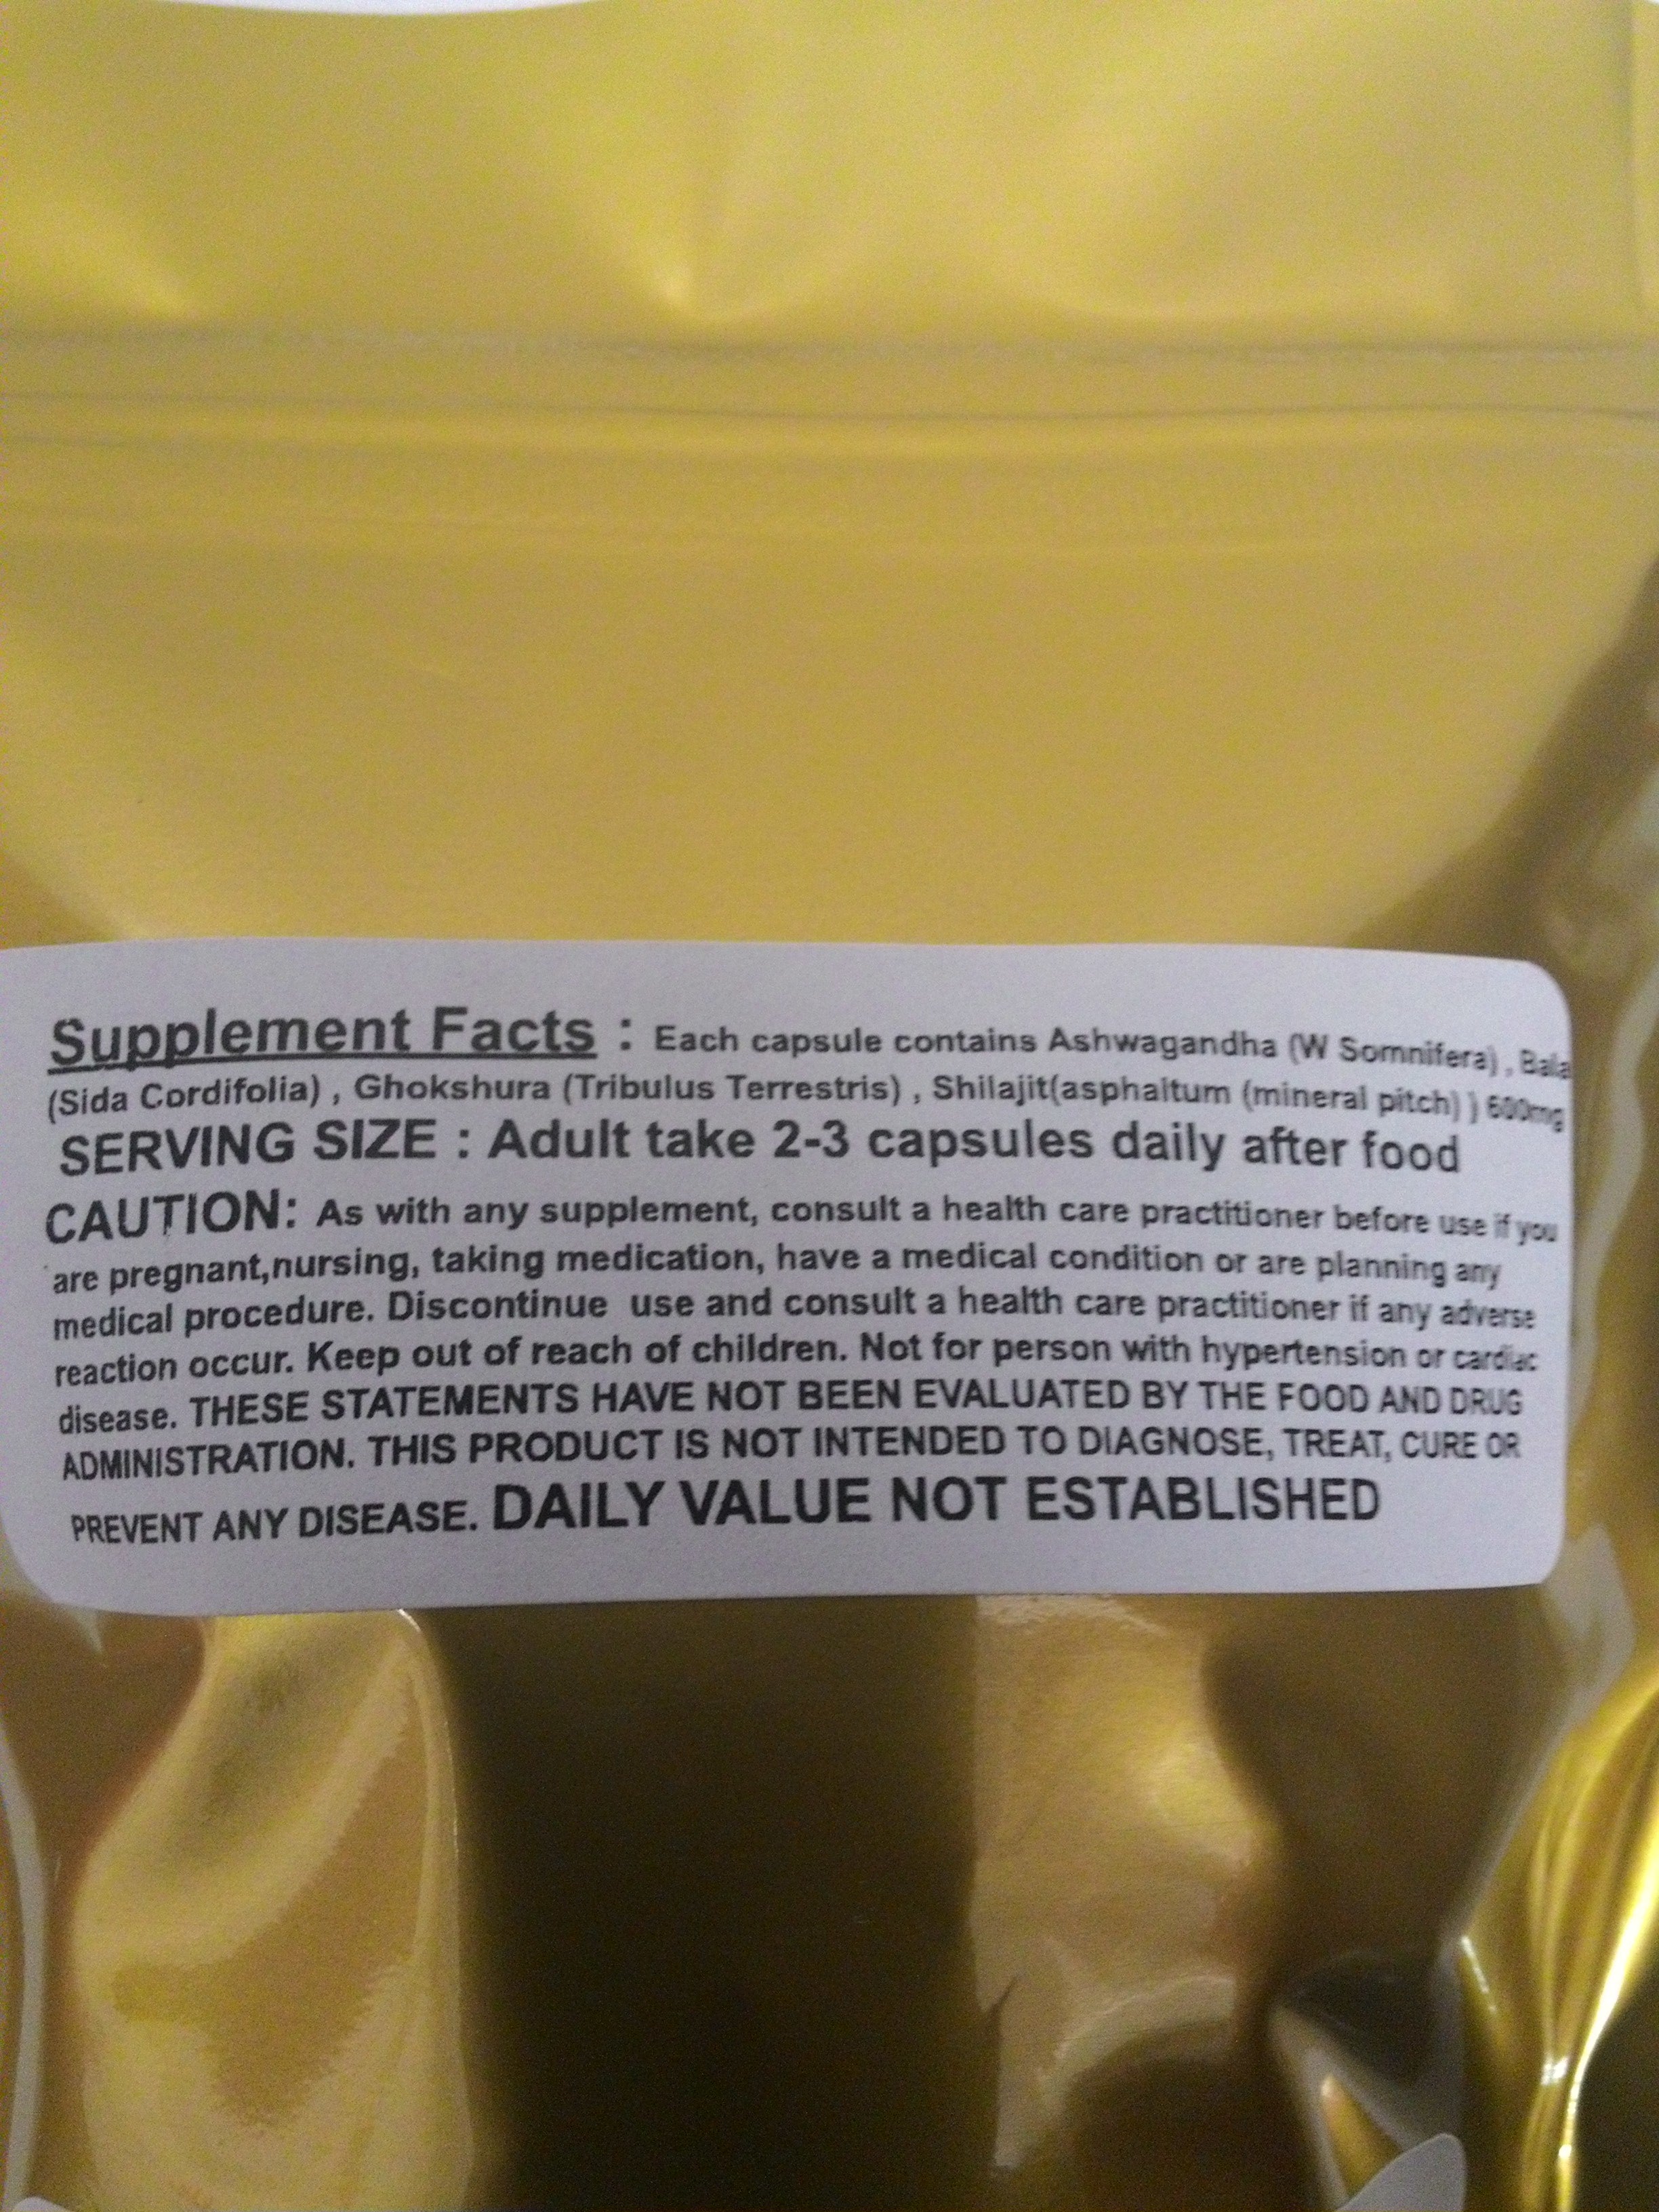 Supplement Facts : Each capsule contains Ashwagandha (W Somnifera) , Bala
(Sida Cordifolia) , Ghokshura (Tribulus Terrestris) , Shilajit(asphaltum (mineral pitch) ) 600mg
SERVING SIZE : Adult take 2-3 capsules daily after food
CAUTION: As with any supplement, consult a health care practitioner before use if you
are pregnant,nursing, taking medication, have a medical condition or are planning any
medical procedure. Discontinue use and consult a health care practitioner if any adverse
reaction occur. Keep out of reach of children. Not for person with hypertension or cardiac
disease. THESE STATEMENTS HAVE NOT BEEN EVALUATED BY THE FOOD AND DRUG
ADMINISTRATION. THIS PRODUCT IS NOT INTENDED TO DIAGNOSE, TREAT, CURE OR
PREVENT ANY DISEASE. DAILY VALUE NOT ESTABLISHED